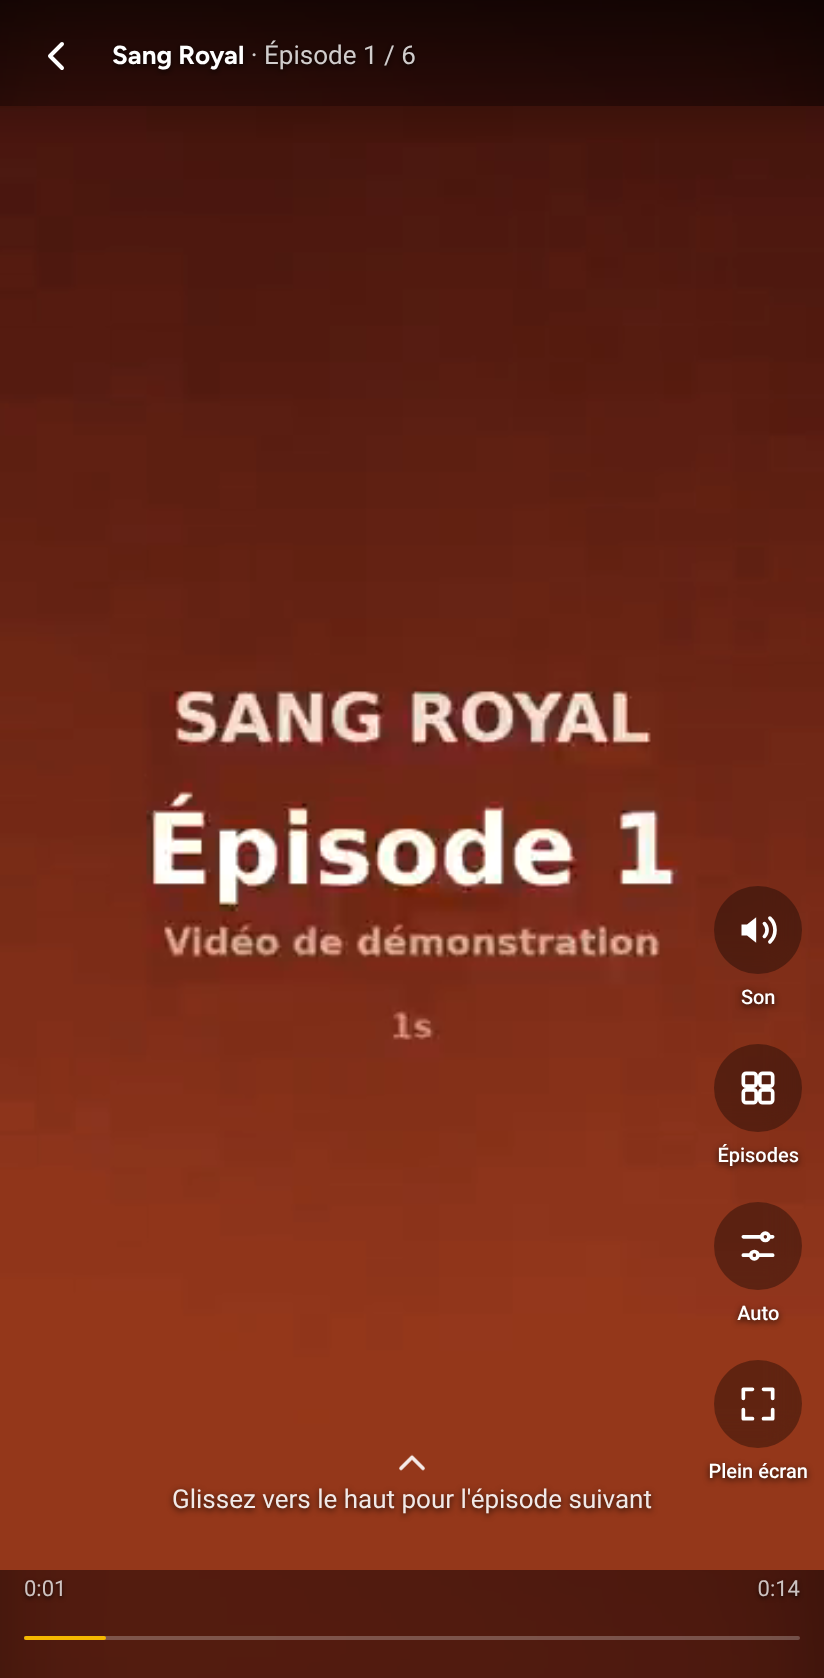 Sang Royal · Épisode 1 / 6
SANG ROYAL
Épisode 1
Vidéo de démonstration
1s
Son
Épisodes
Auto
Plein écran
Glissez vers le haut pour l'épisode suivant
0:01
0:14